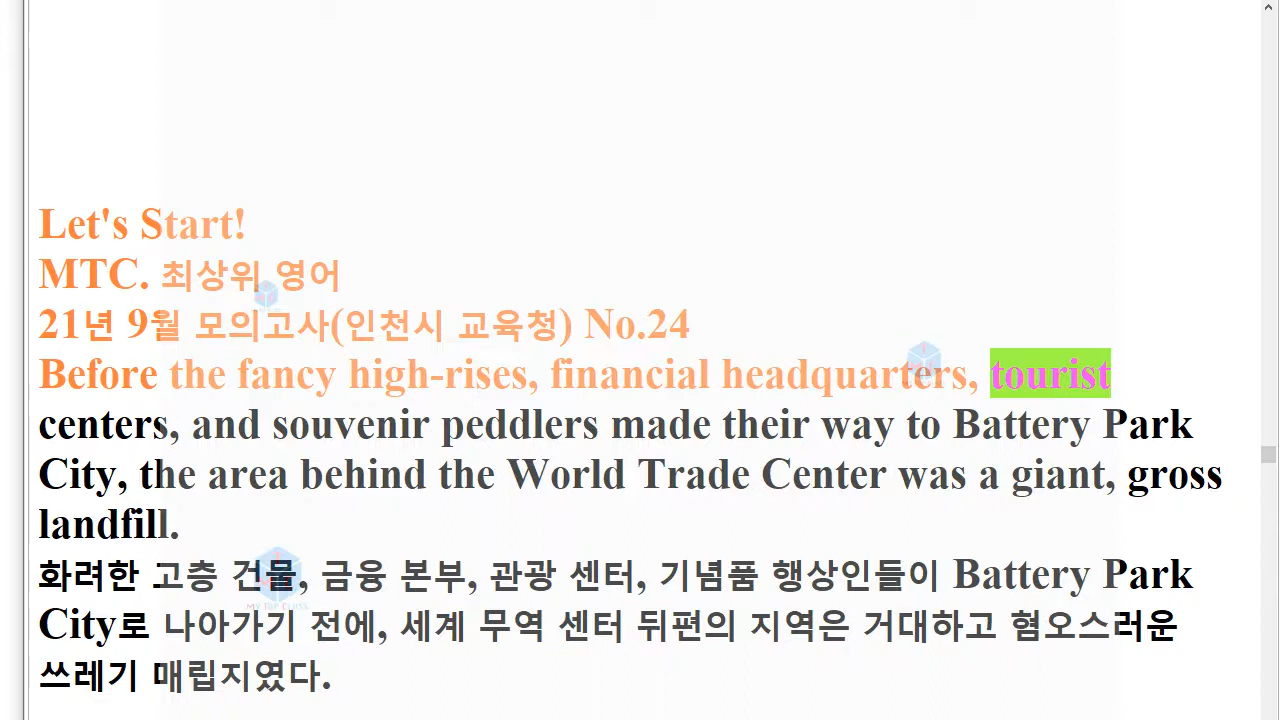 Let's Start!
MTC. 최상위 영어
21년 9월 모의고사(인천시 교육청) No.24
Before the fancy high-rises, financial headquarters, tourist
centers, and souvenir peddlers made their way to Battery Park
City, the area behind the World Trade Center was a giant, gross
landfill.
화려한 고층 건물, 금융 본부, 관광 센터, 기념품 행상인들이 Battery Park
City로 나아가기 전에, 세계 무역 센터 뒤편의 지역은 거대하고 혐오스러운
쓰레기 매립지였다.
MY TOP CLASS